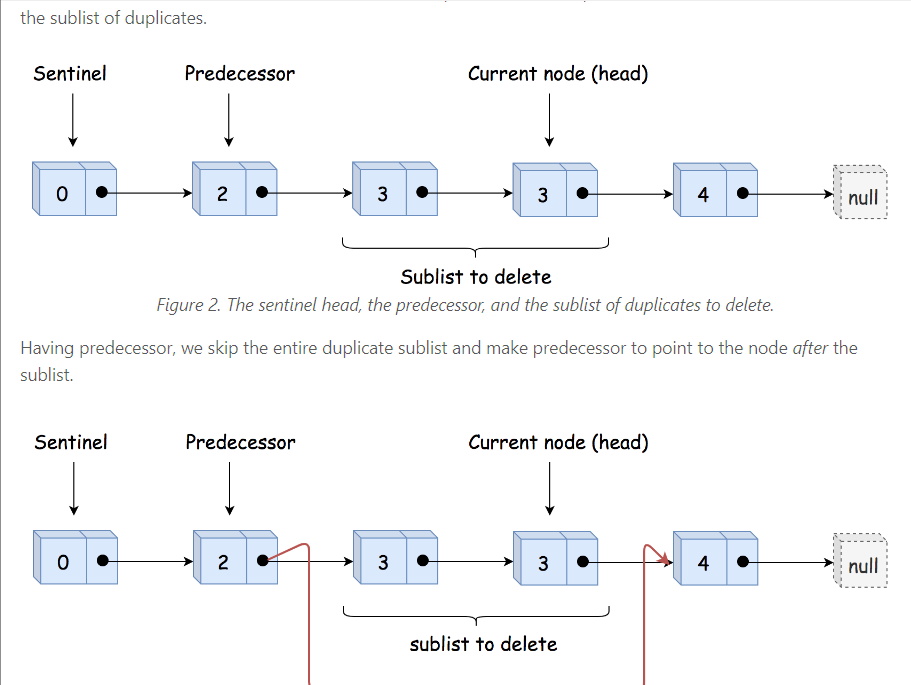 the sublist of duplicates.
Sentinel Predecessor Current node (head)
0 2 3 3 4 null
Sublist to delete
Figure 2. The sentinel head, the predecessor, and the sublist of duplicates to delete.
Having predecessor, we skip the entire duplicate sublist and make predecessor to point to the node after the
sublist.
Sentinel Predecessor Current node (head)
0 2 3 3 4 null
sublist to delete